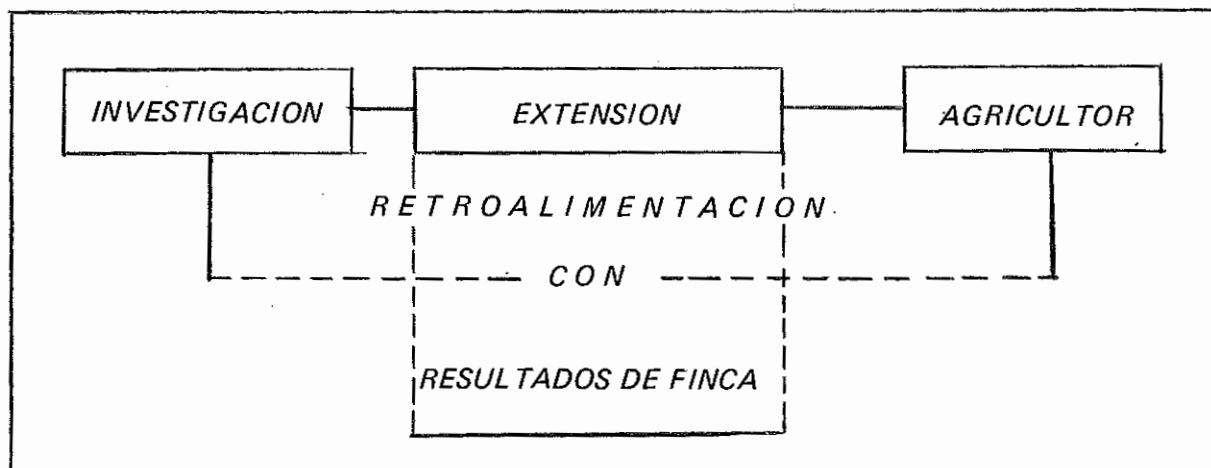 INVESTIGACION EXTENSION AGRICULTOR
RETROALIMENTACION
CON
RESULTADOS DE FINCA